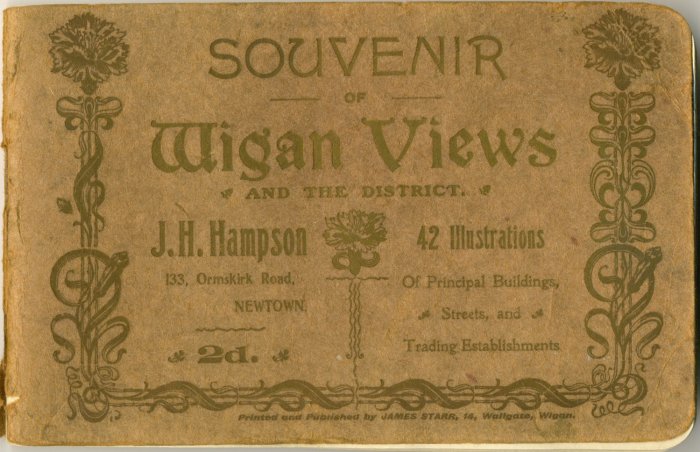 SOUVENIR
OF
Wigan Views
AND THE DISTRICT.
J.H. Hampson
133, Ormskirk Road,
NEWTOWN.
2d.
42 Illustrations
Of Principal Buildings,
Streets, and
Trading Establishments
Printed and Published by JAMES STARR, 14, Wallgate, Wigan.